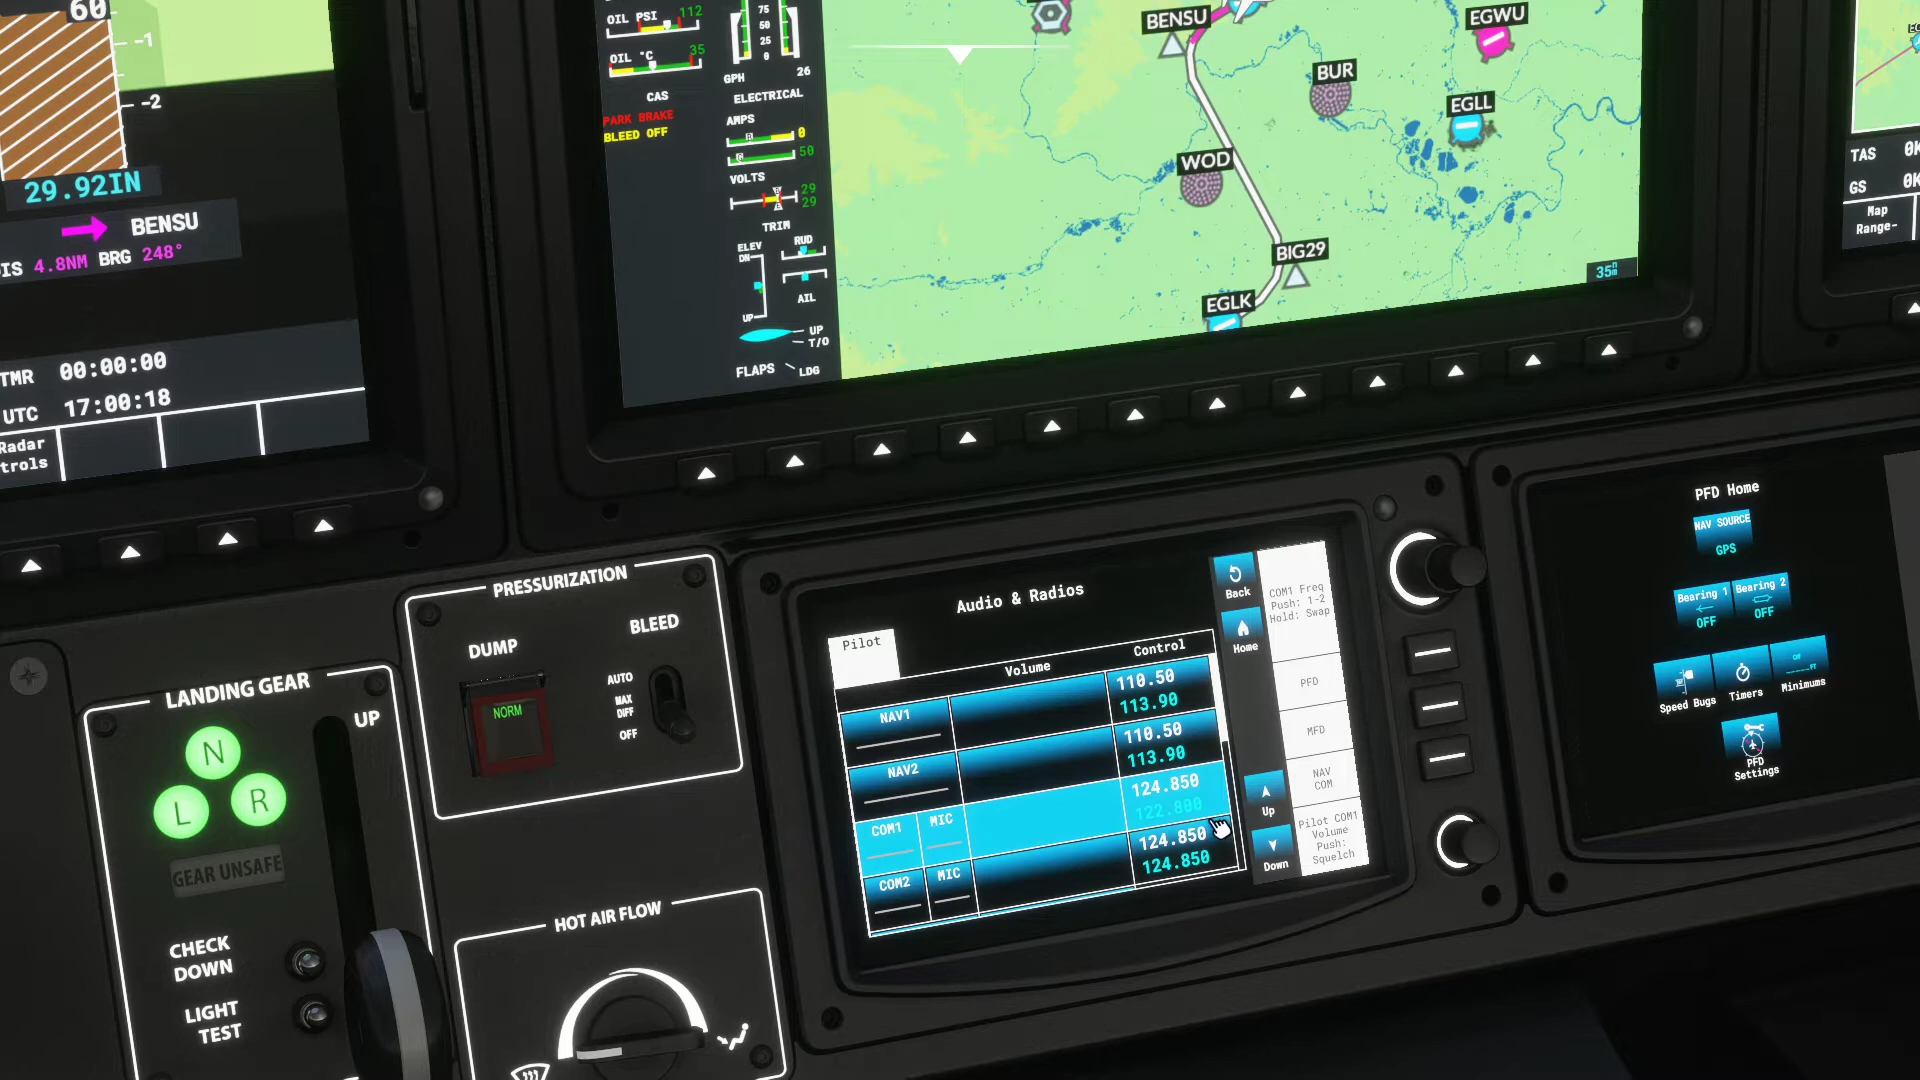 60
-1
-2
29.92IN
BENSU
DIS 4.8NM BRG 248°
TMR 00:00:00
UTC 17:00:18
Radar
trols
OIL PSI 112
OIL °C 35
75
50
25
0
GPH 26
CAS
PARK BRAKE
BLEED OFF
ELECTRICAL
AMPS
0
50
VOLTS
29
29
TRIM
ELEV
DN
UP
RUD
AIL
UP
T/O
FLAPS LDG
BENSU
EGWU
BUR
EGLL
WOD
BIG29
EGLK
35
TAS 0K
GS 0K
Map
Range-
PRESSURIZATION
DUMP
NORM
BLEED
AUTO
MAX
DIFF
OFF
LANDING GEAR
UP
N
L
R
GEAR UNSAFE
CHECK
DOWN
LIGHT
TEST
HOT AIR FLOW
Audio & Radios
Pilot
Volume
Control
NAV1
110.50
113.90
NAV2
110.50
113.90
COM1 MIC
124.850
122.800
COM2 MIC
124.850
124.850
Back
Home
Up
Down
COM1 Freq
Push: 1-2
Hold: Swap
PFD
MFD
NAV
COM
Pilot COM1
Volume
Push:
Squelch
PFD Home
NAV SOURCE
GPS
Bearing 1
OFF
Bearing 2
OFF
Speed Bugs
Timers
Minimums
PFD
Settings